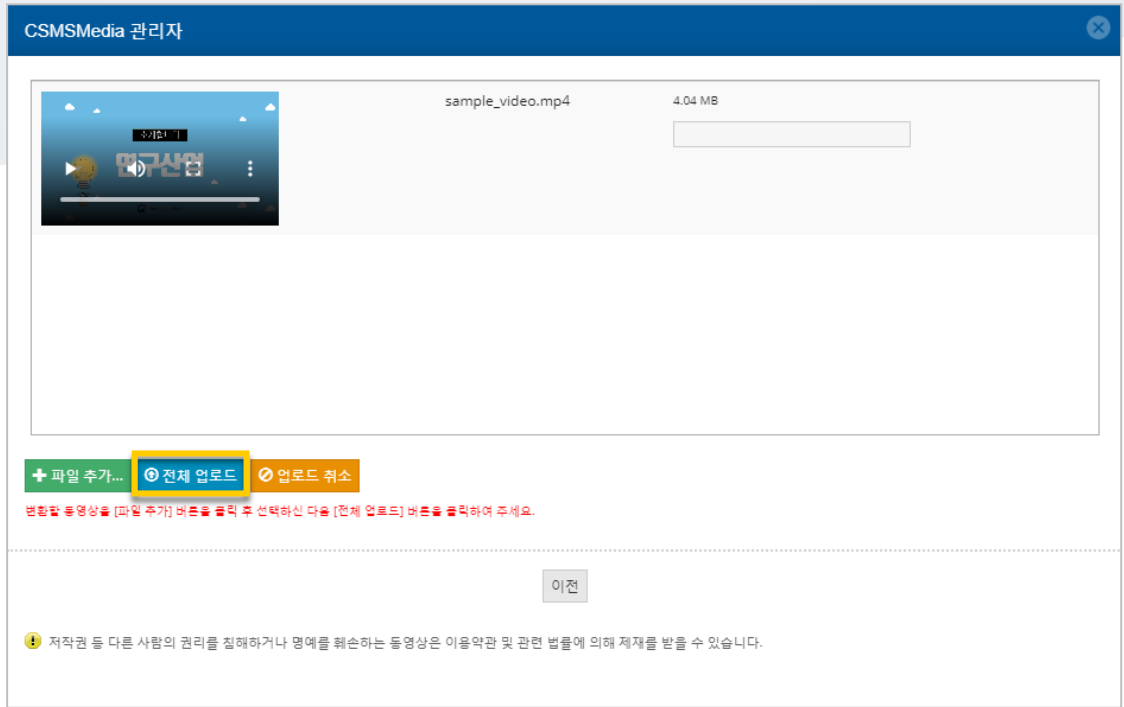 CSMSMedia 관리자
sample_video.mp4
4.04 MB
연구산업
파일 추가...
전체 업로드
업로드 취소
변환할 동영상을 [파일 추가] 버튼을 클릭 후 선택하신 다음 [전체 업로드] 버튼을 클릭하여 주세요.
이전
저작권 등 다른 사람의 권리를 침해하거나 명예를 훼손하는 동영상은 이용약관 및 관련 법률에 의해 제재를 받을 수 있습니다.